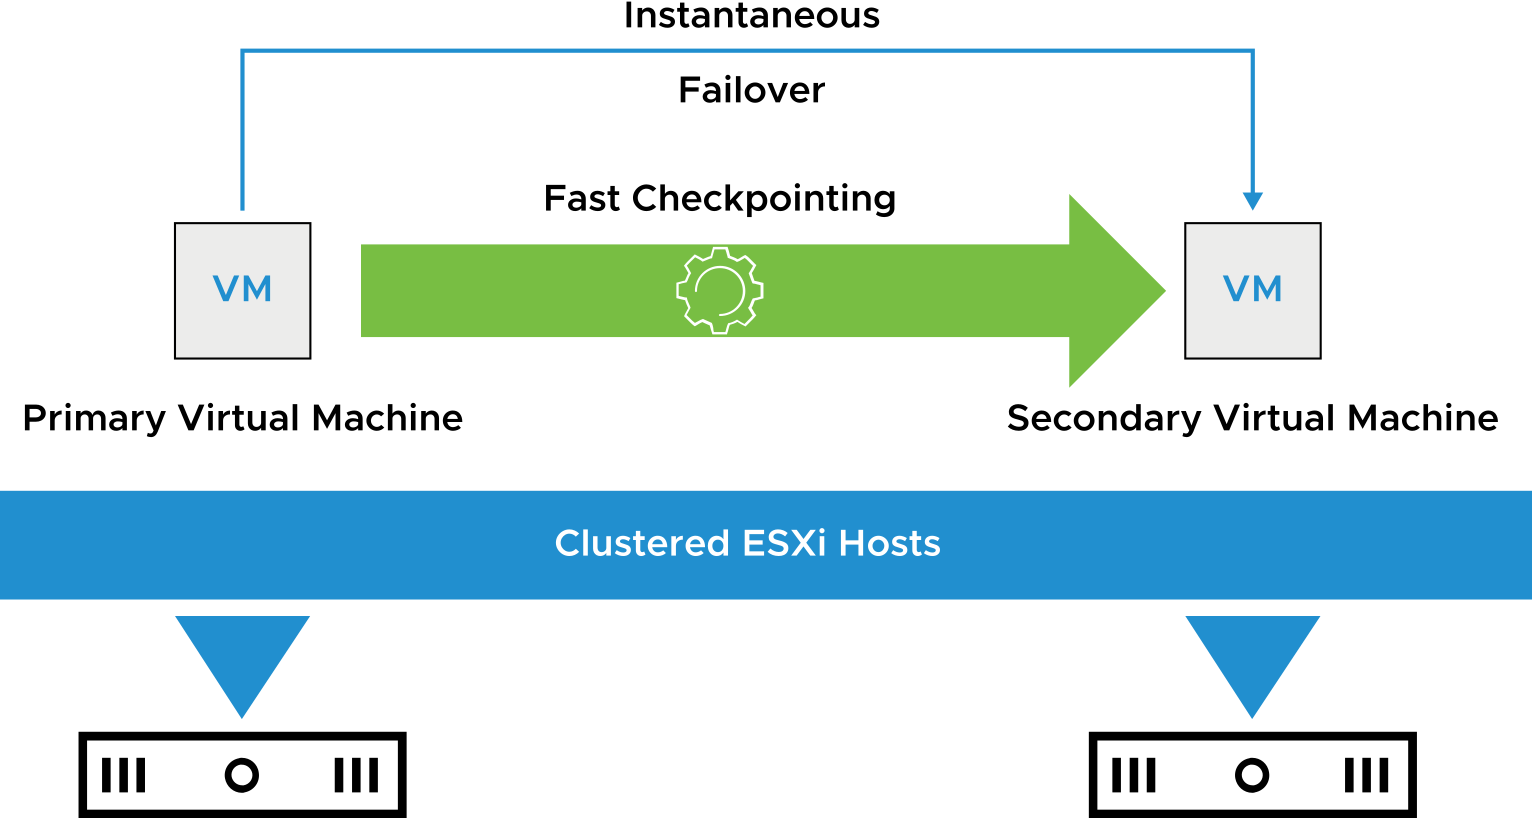 Instantaneous
Failover
Fast Checkpointing
VM
VM
Primary Virtual Machine
Secondary Virtual Machine
Clustered ESXi Hosts